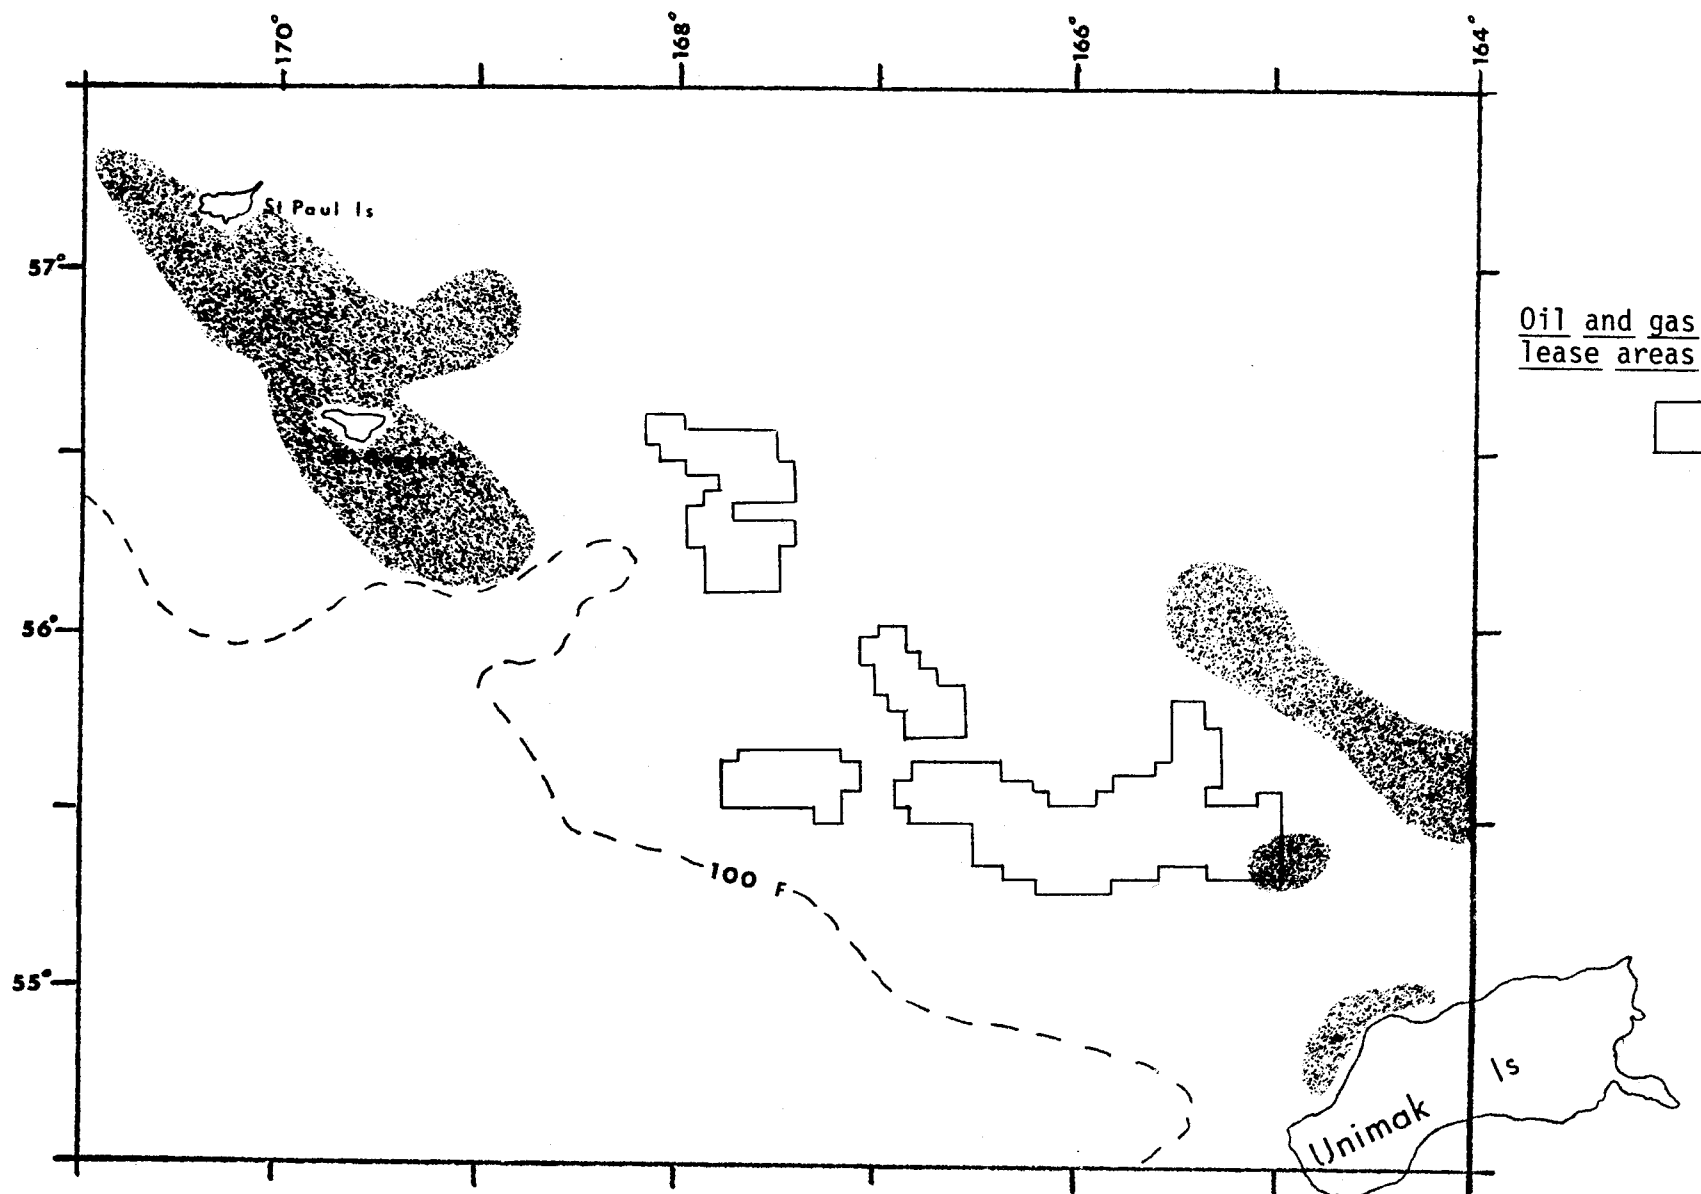 170°
168°
166°
164°
St Paul Is
57°
Oil and gas
lease areas
56°
100 F
55°
Unimak Is